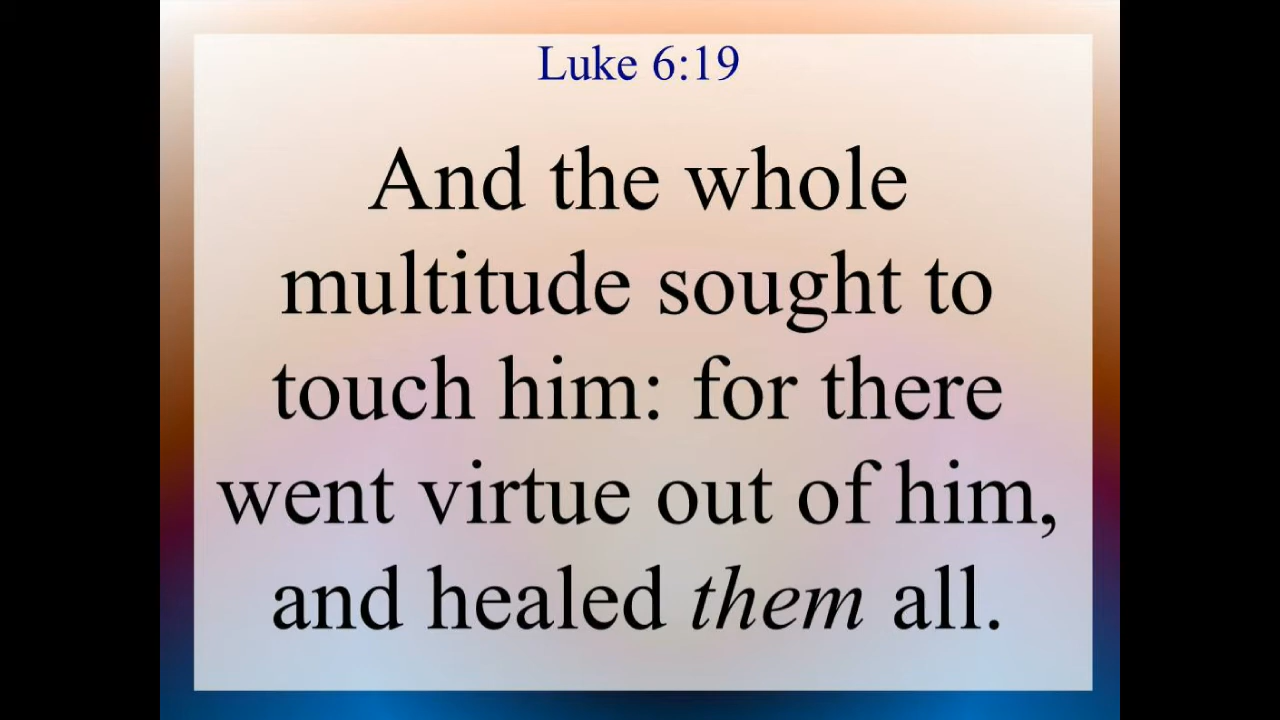 Luke 6:19
And the whole
multitude sought to
touch him: for there
went virtue out of him,
and healed them all.